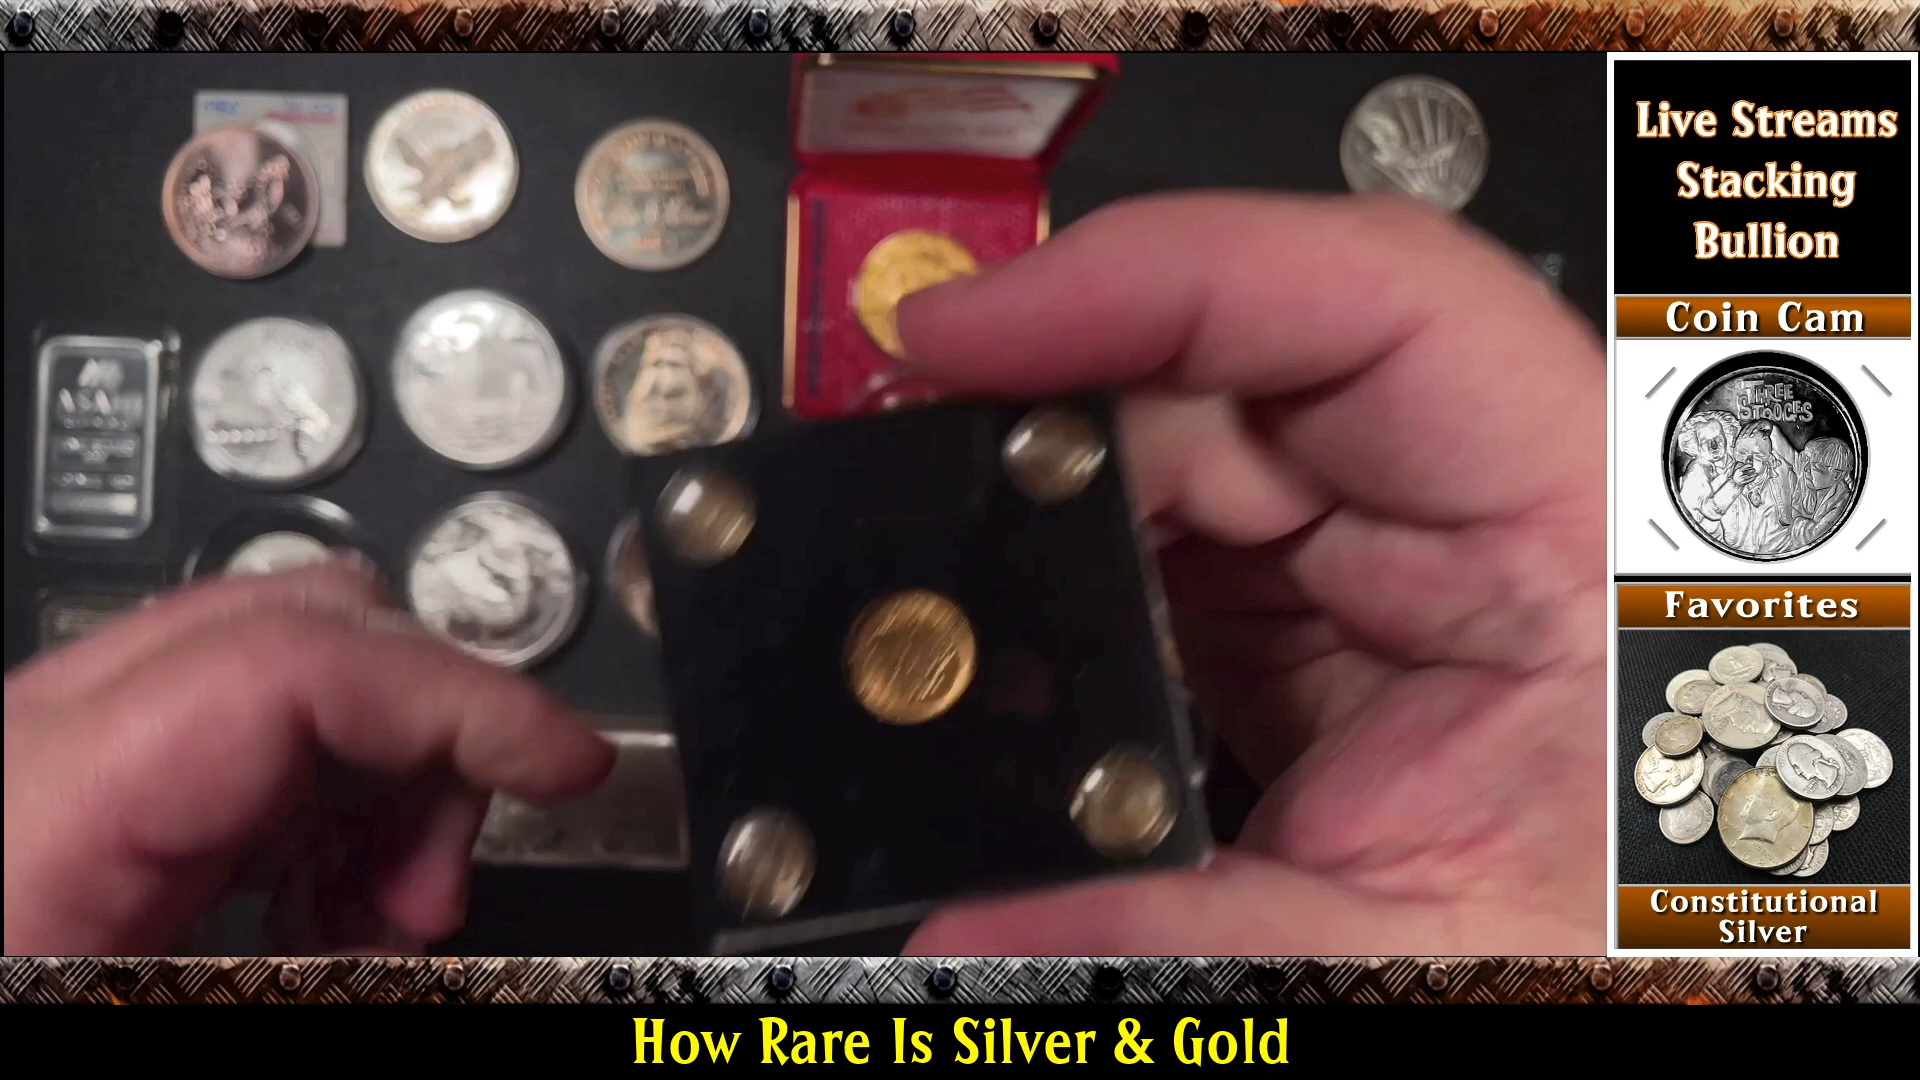 Live Streams
Stacking
Bullion
Coin Cam
THREE
STOOGES
Favorites
Constitutional
Silver
How Rare Is Silver & Gold